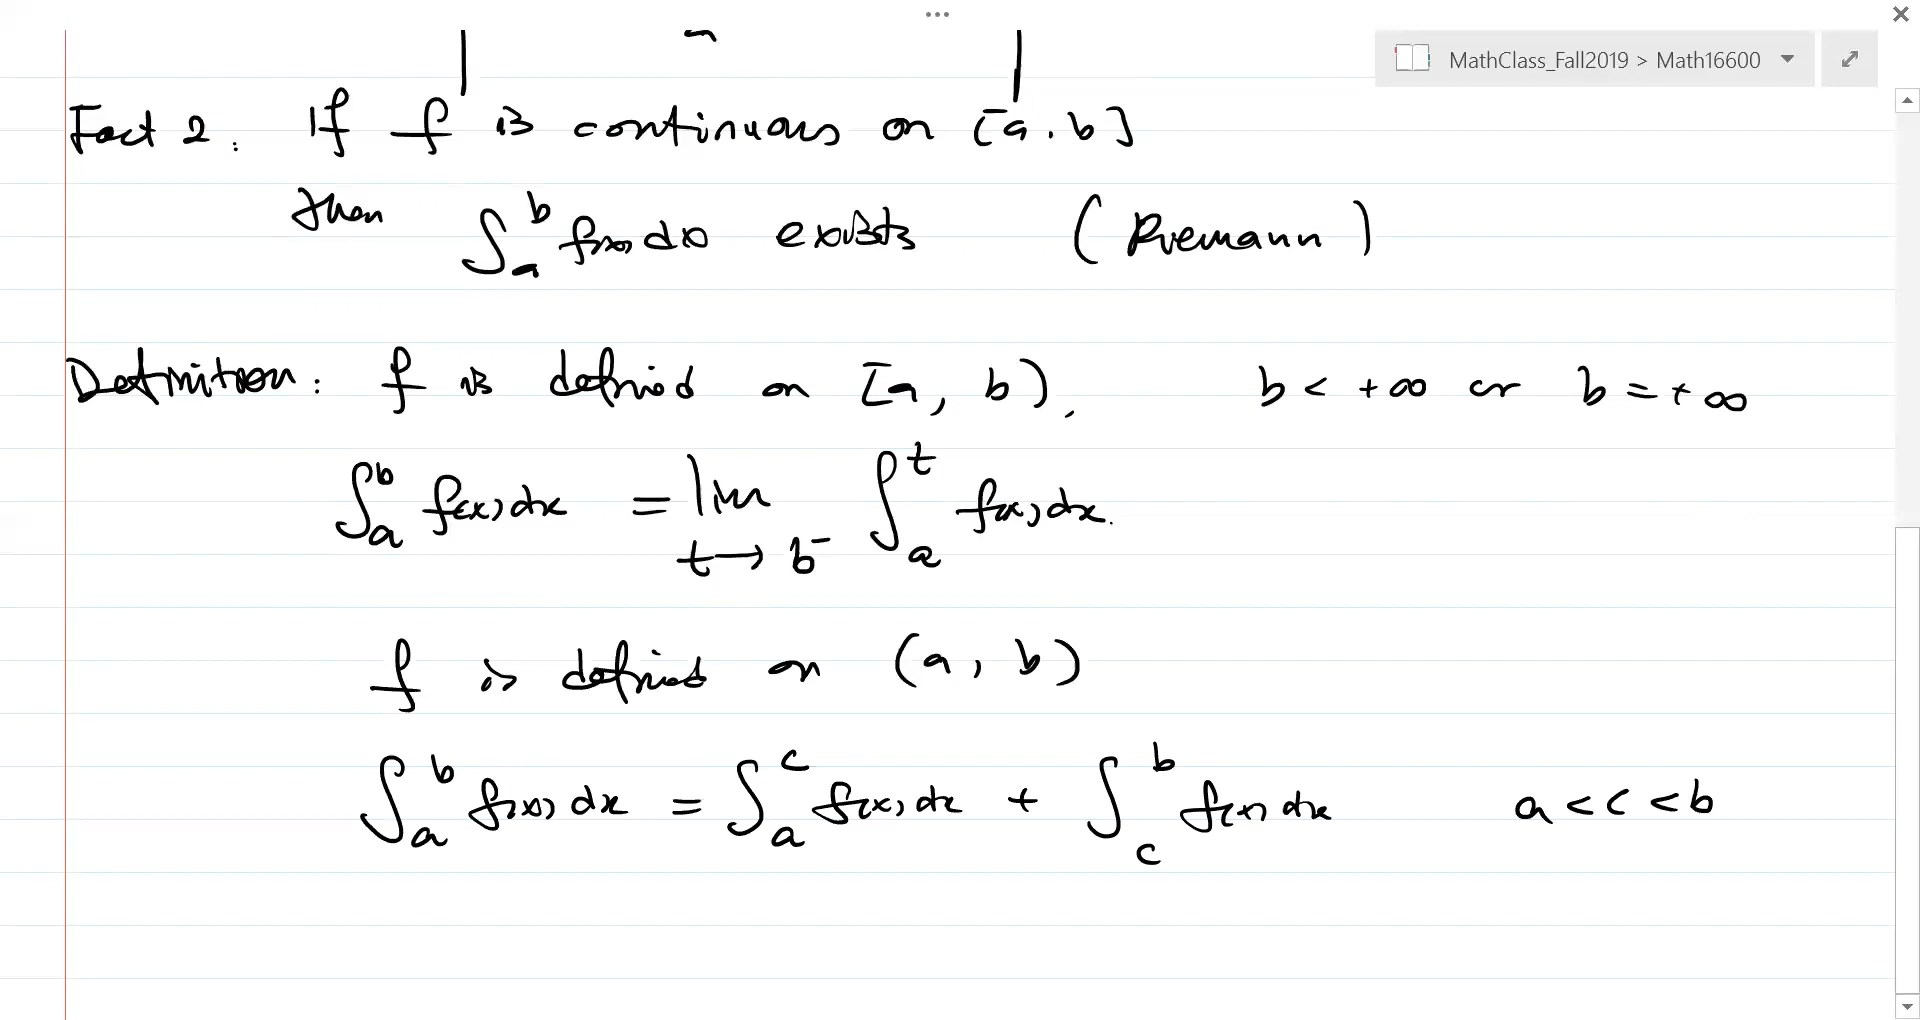 MathClass_Fall2019 > Math16600
Fact 2. If f is continuous on [a, b]
then ∫_a^b f(x) dx exists (Riemann)
Definition: f is defined on [a, b), b < +∞ or b = +∞
∫_a^b f(x) dx = lim_{t→b⁻} ∫_a^t f(x) dx.
f is defined on (a, b)
∫_a^b f(x) dx = ∫_a^c f(x) dx + ∫_c^b f(x) dx a < c < b